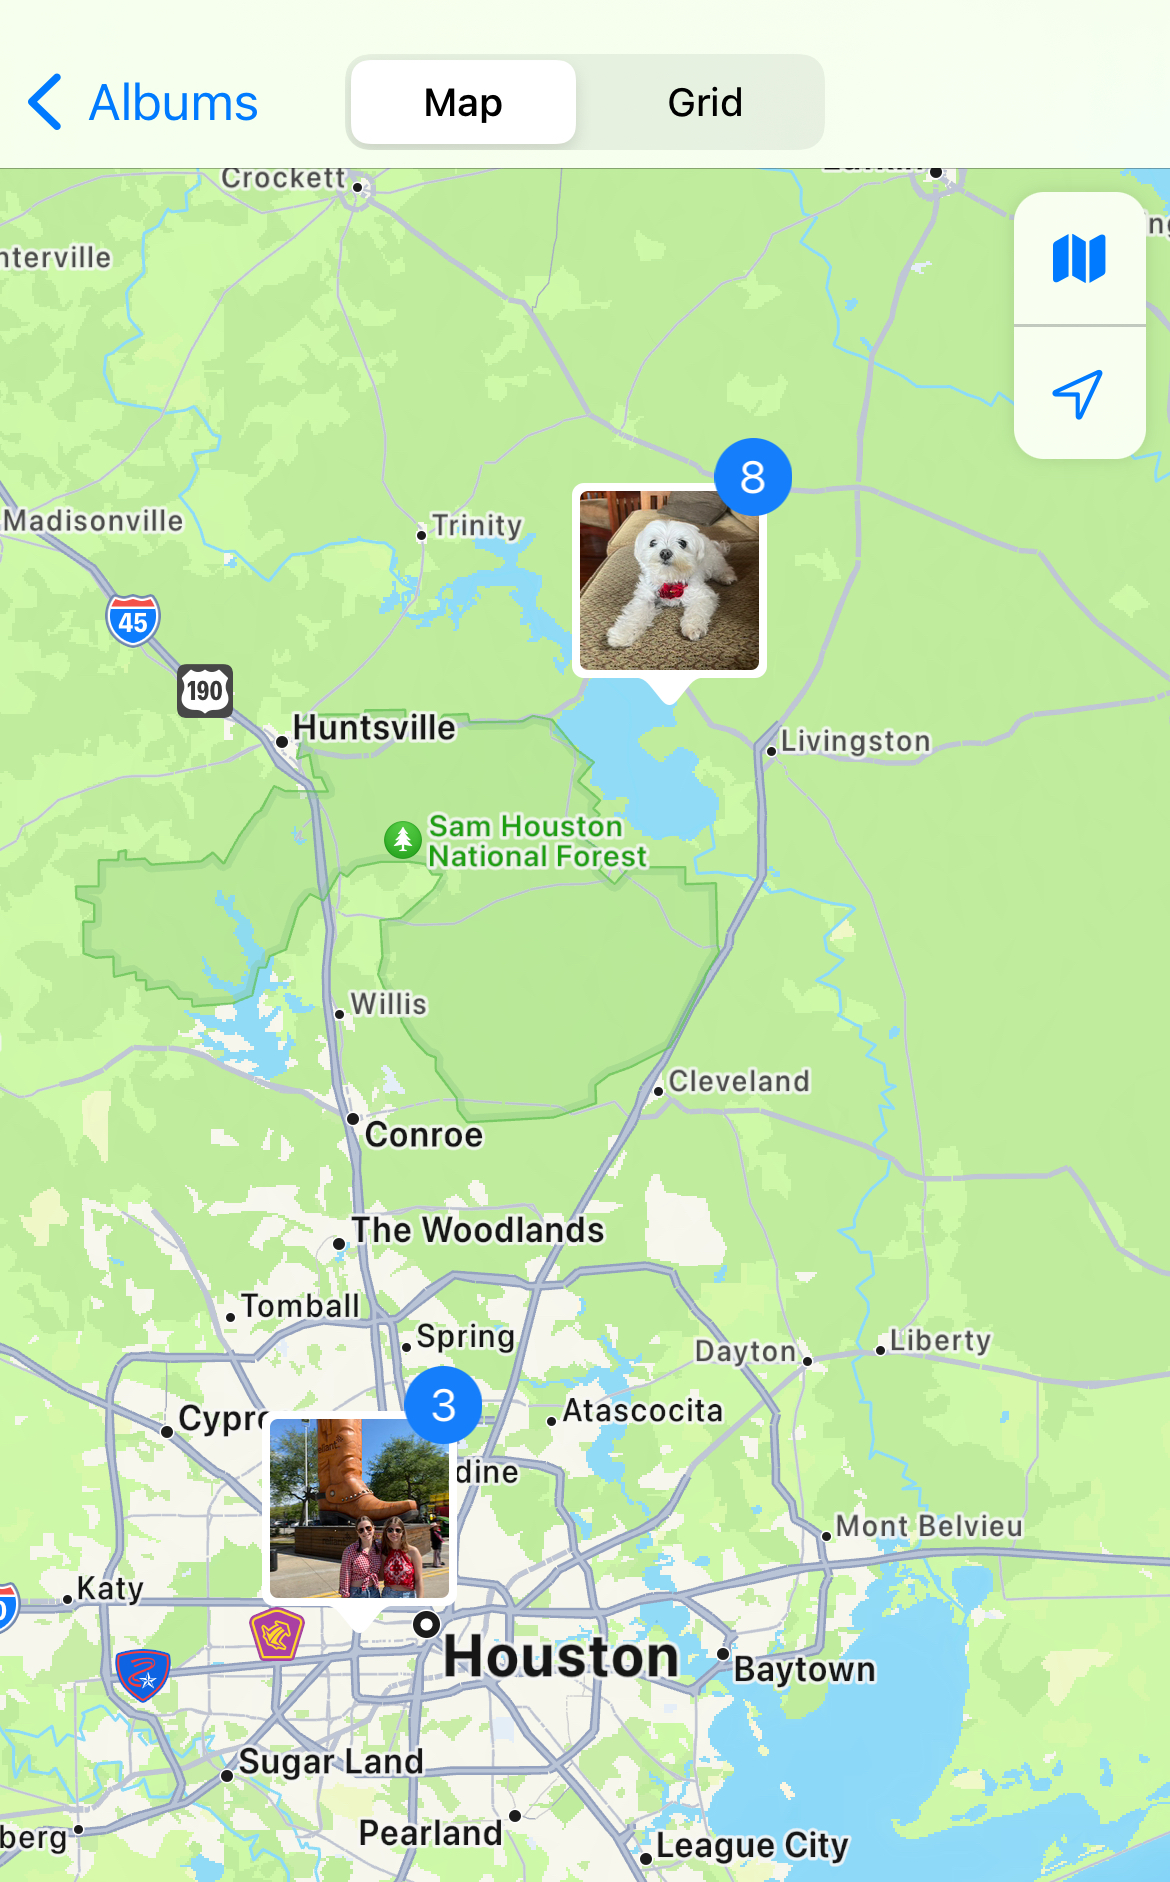 Albums
Map
Grid
Crockett
nterville
Madisonville
Trinity
8
45
190
Huntsville
Livingston
Sam Houston
National Forest
Willis
Cleveland
Conroe
The Woodlands
Tomball
Spring
Dayton
Liberty
3
Atascocita
Cypr
dine
Mont Belvieu
Katy
Houston
Baytown
Sugar Land
Pearland
berg
League City